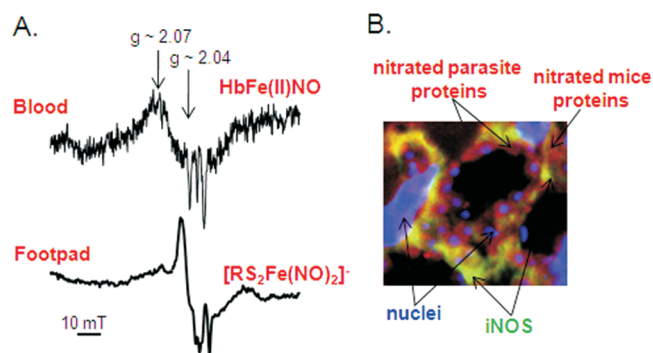 A.
g ~ 2.07
g ~ 2.04
Blood
HbFe(II)NO
Footpad
[RS₂Fe(NO)₂]⁻
10 mT
B.
nitrated parasite
proteins
nitrated mice
proteins
nuclei
iNOS